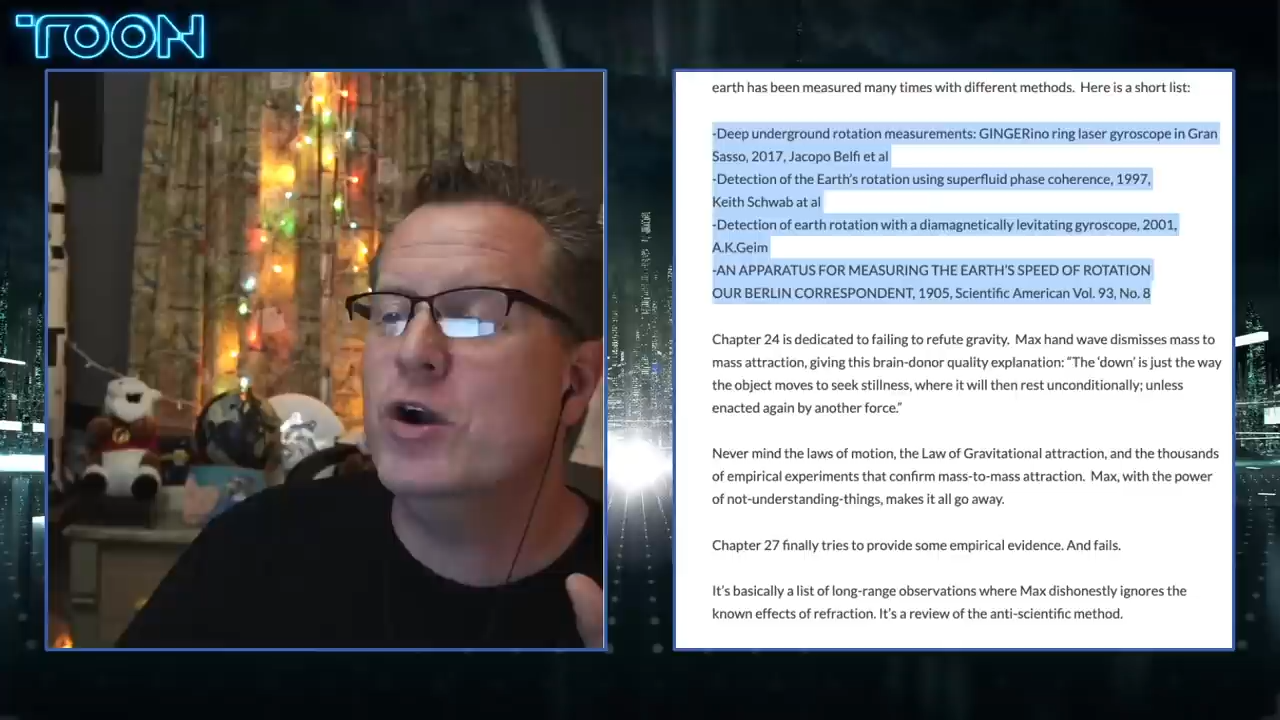 TOON
earth has been measured many times with different methods. Here is a short list:
-Deep underground rotation measurements: GINGERino ring laser gyroscope in Gran
Sasso, 2017, Jacopo Belfi et al
-Detection of the Earth's rotation using superfluid phase coherence, 1997,
Keith Schwab at al
-Detection of earth rotation with a diamagnetically levitating gyroscope, 2001,
A.K.Geim
-AN APPARATUS FOR MEASURING THE EARTH'S SPEED OF ROTATION
OUR BERLIN CORRESPONDENT, 1905, Scientific American Vol. 93, No. 8
Chapter 24 is dedicated to failing to refute gravity. Max hand wave dismisses mass to
mass attraction, giving this brain-donor quality explanation: “The ‘down’ is just the way
the object moves to seek stillness, where it will then rest unconditionally; unless
enacted again by another force.”
Never mind the laws of motion, the Law of Gravitational attraction, and the thousands
of empirical experiments that confirm mass-to-mass attraction. Max, with the power
of not-understanding-things, makes it all go away.
Chapter 27 finally tries to provide some empirical evidence. And fails.
It's basically a list of long-range observations where Max dishonestly ignores the
known effects of refraction. It's a review of the anti-scientific method.